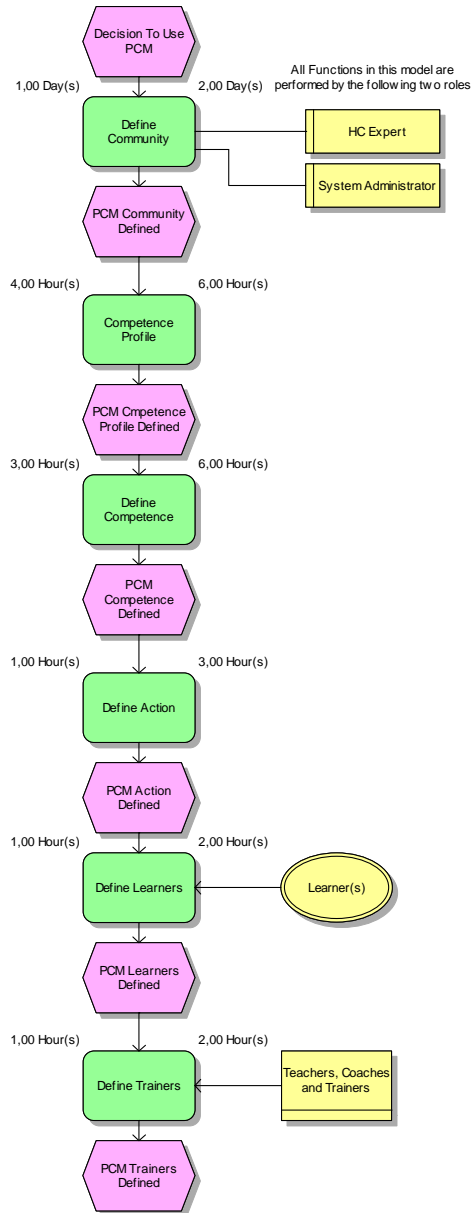 Decision To Use
PCM
1,00 Day(s)
2,00 Day(s)
All Functions in this model are
performed by the following two roles
Define
Community
HC Expert
System Administrator
PCM Community
Defined
4,00 Hour(s)
6,00 Hour(s)
Competence
Profile
PCM Cmpetence
Profile Defined
3,00 Hour(s)
6,00 Hour(s)
Define
Competence
PCM
Competence
Defined
1,00 Hour(s)
3,00 Hour(s)
Define Action
PCM Action
Defined
1,00 Hour(s)
2,00 Hour(s)
Define Learners
Learner(s)
PCM Learners
Defined
1,00 Hour(s)
2,00 Hour(s)
Define Trainers
Teachers, Coaches
and Trainers
PCM Trainers
Defined